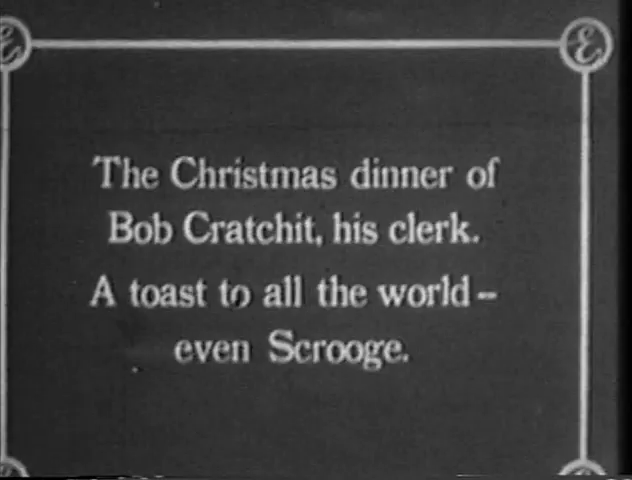 E E
The Christmas dinner of
Bob Cratchit, his clerk.
A toast to all the world –
even Scrooge.